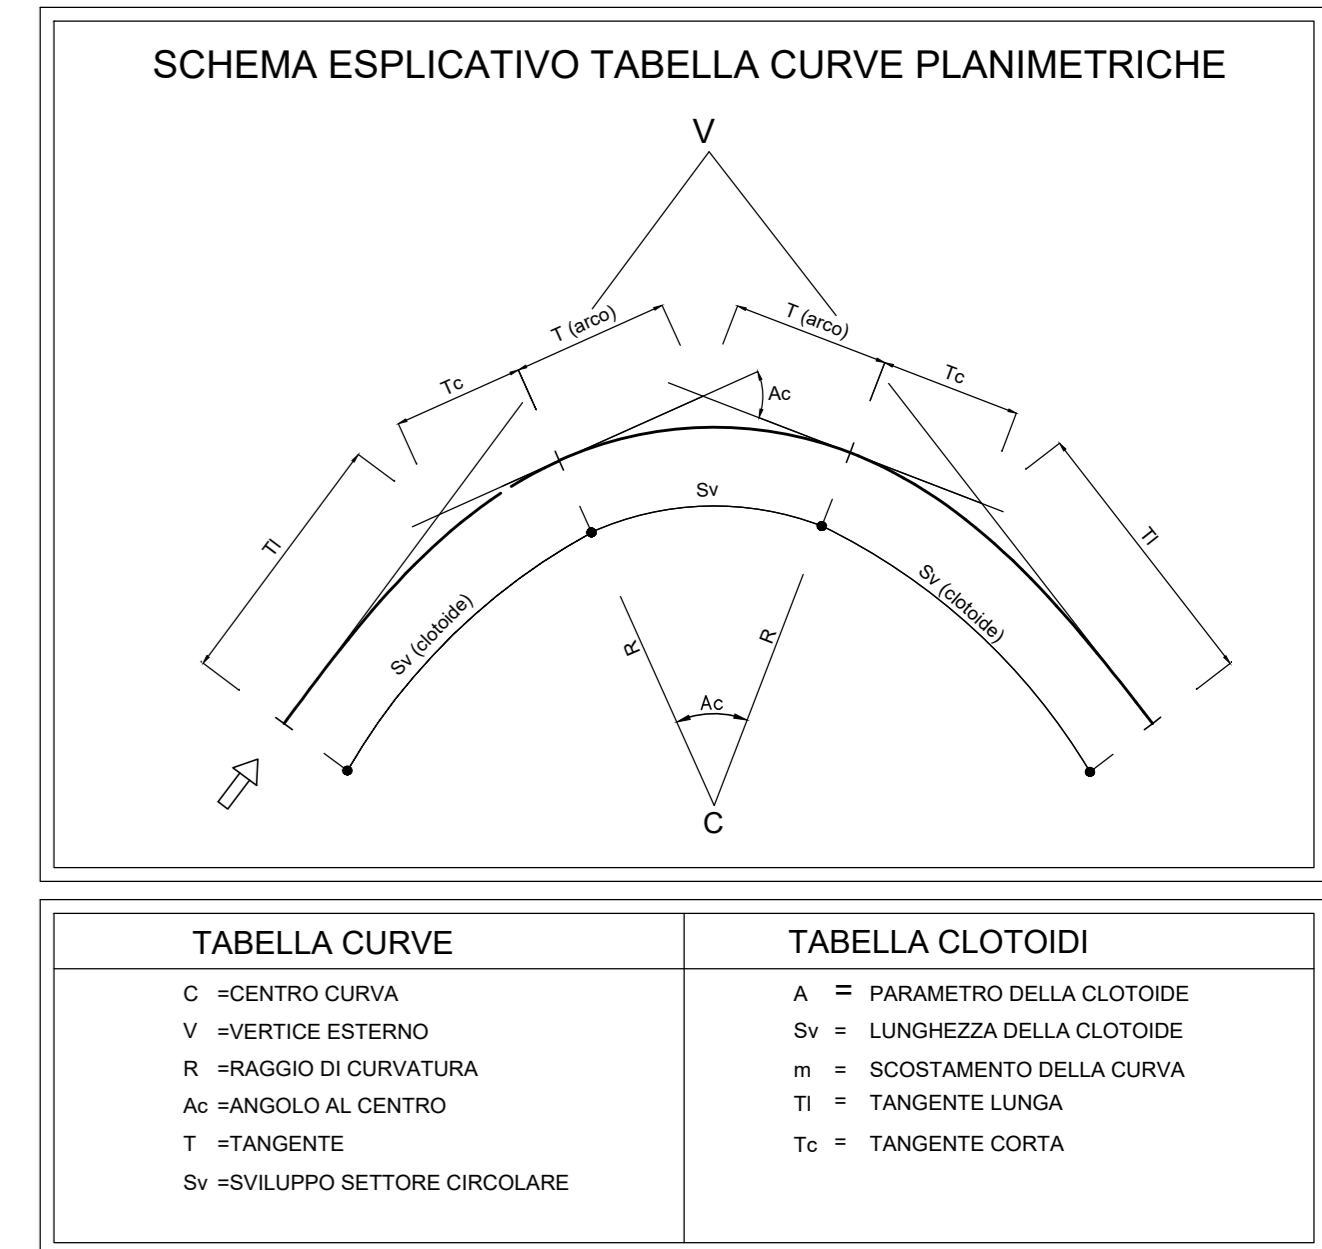 SCHEMA ESPLICATIVO TABELLA CURVE PLANIMETRICHE
V
T (arco)
T (arco)
Tc
Tc
Ac
Tl
Sv
Tl
Sv (clotoide)
Sv (clotoide)
R
R
Ac
C
TABELLA CURVE
C =CENTRO CURVA
V =VERTICE ESTERNO
R =RAGGIO DI CURVATURA
Ac =ANGOLO AL CENTRO
T =TANGENTE
Sv =SVILUPPO SETTORE CIRCOLARE
TABELLA CLOTOIDI
A = PARAMETRO DELLA CLOTOIDE
Sv = LUNGHEZZA DELLA CLOTOIDE
m = SCOSTAMENTO DELLA CURVA
Tl = TANGENTE LUNGA
Tc = TANGENTE CORTA